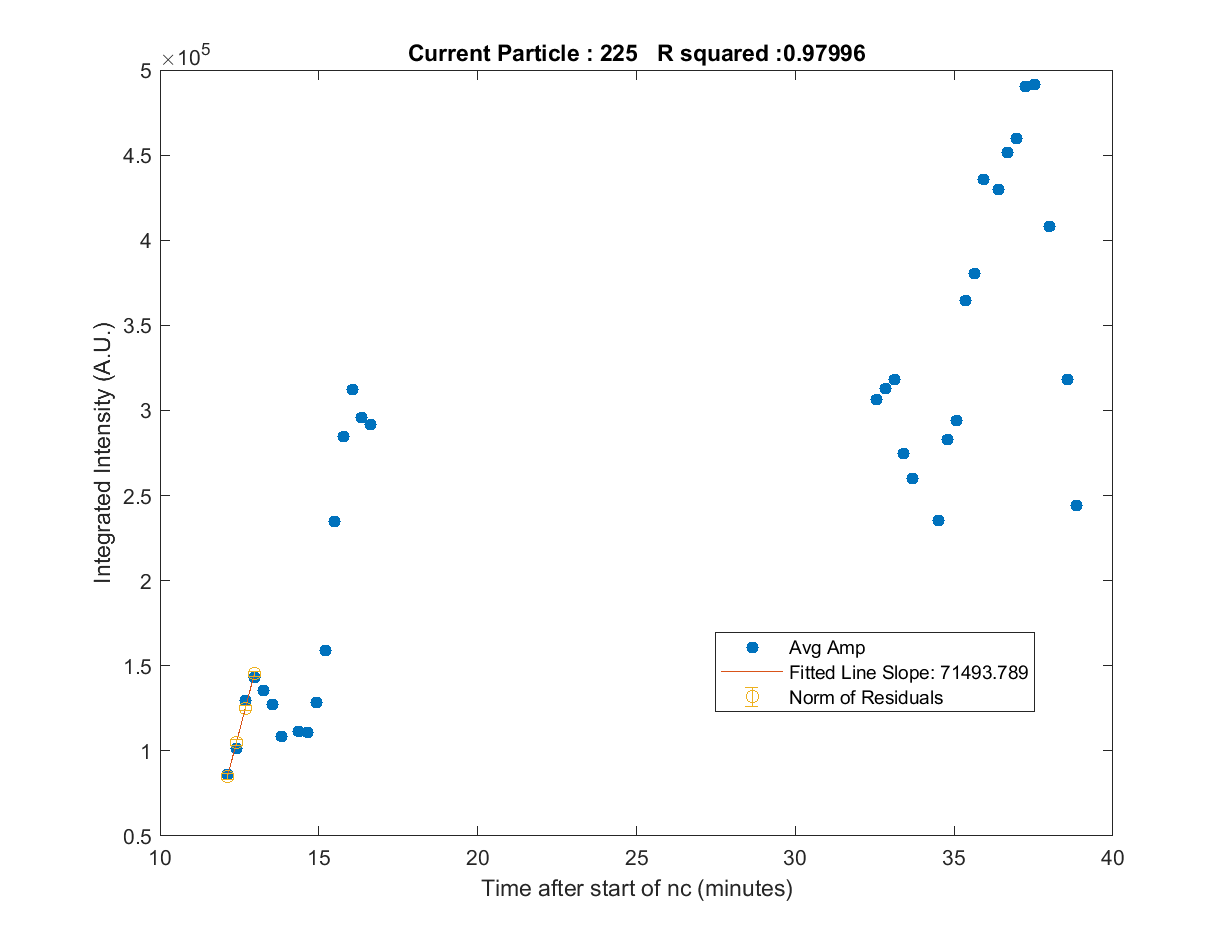 Current Particle : 225 R squared :0.97996
×10^5
5
4.5
4
3.5
3
2.5
2
1.5
1
0.5
Integrated Intensity (A.U.)
Avg Amp
Fitted Line Slope: 71493.789
Norm of Residuals
10 15 20 25 30 35 40
Time after start of nc (minutes)